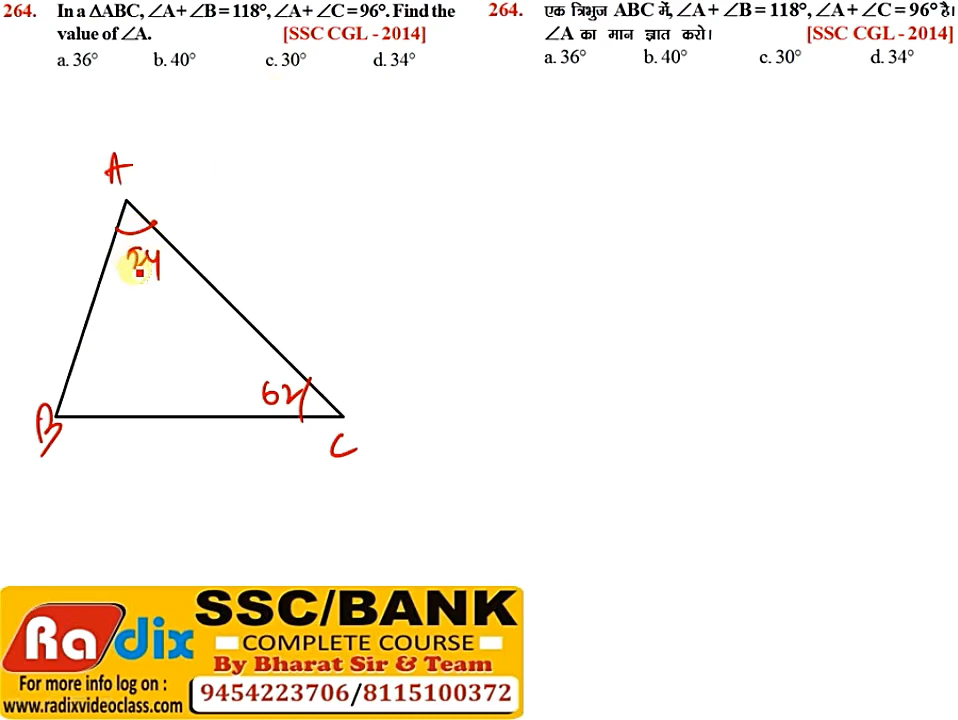 264. In a ΔABC, ∠A + ∠B = 118°, ∠A + ∠C = 96°. Find the
value of ∠A. [SSC CGL - 2014]
a. 36° b. 40° c. 30° d. 34°
264. एक त्रिभुज ABC में, ∠A + ∠B = 118°, ∠A + ∠C = 96° है।
∠A का मान ज्ञात करो। [SSC CGL - 2014]
a. 36° b. 40° c. 30° d. 34°
A
62
B
C
Radix
SSC/BANK
COMPLETE COURSE
By Bharat Sir & Team
For more info log on :
www.radixvideoclass.com
9454223706/8115100372